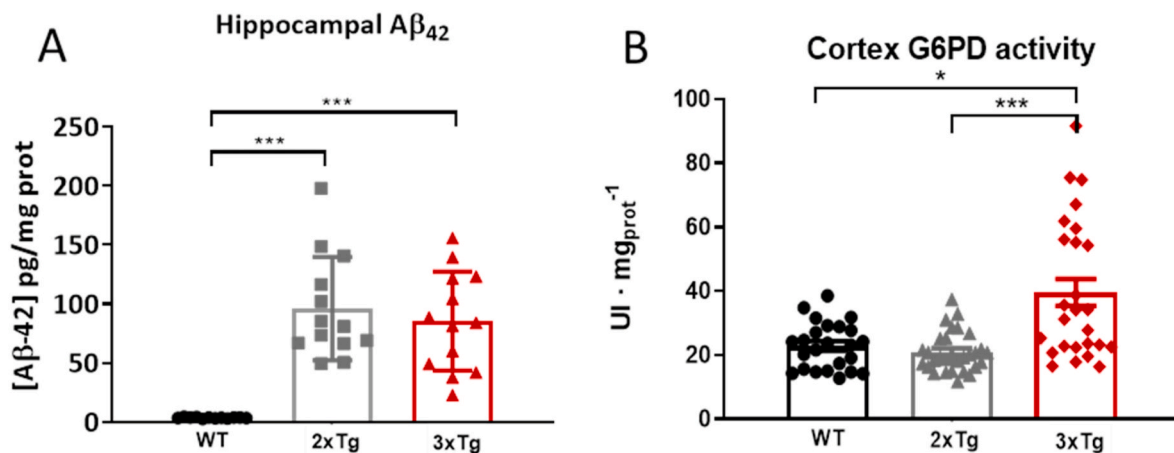 A
Hippocampal Aβ₄₂
[Aβ-42] pg/mg prot
250
200
150
100
50
0
***
***
WT
2xTg
3xTg
B
Cortex G6PD activity
UI · mgprot⁻¹
100
80
60
40
20
0
*
***
WT
2xTg
3xTg